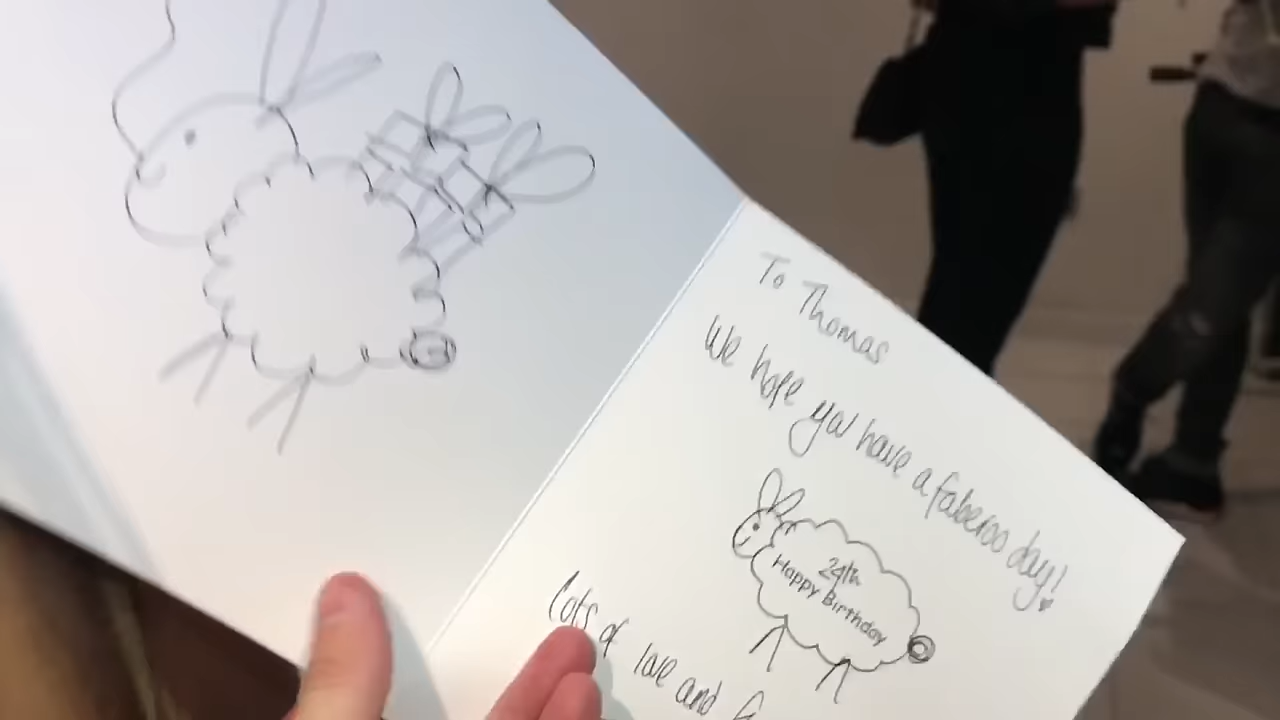 To Thomas
We hope you have a faberoo day!
24th
Happy Birthday
lots of love and